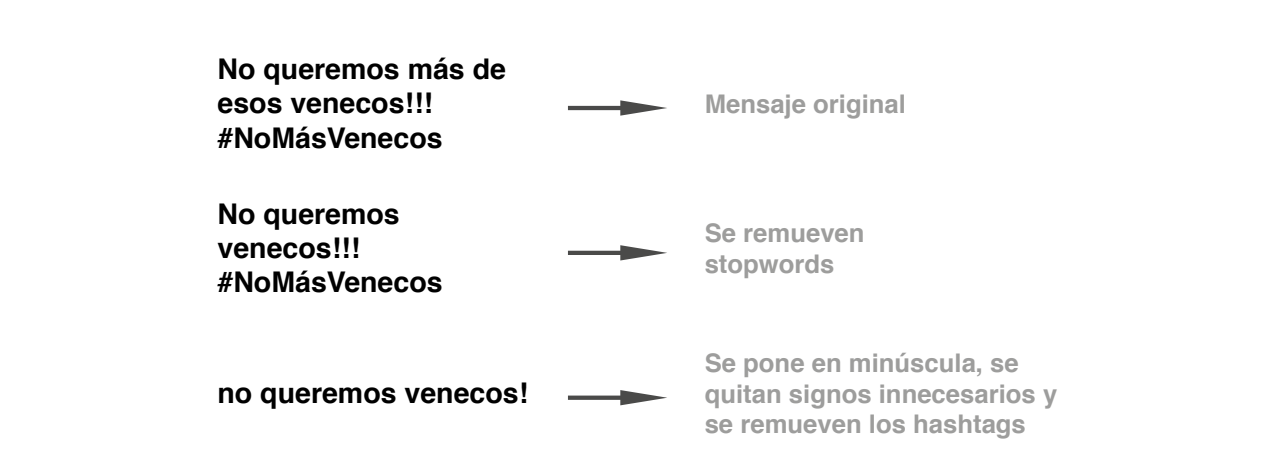 No queremos más de
esos venecos!!!
#NoMásVenecos
Mensaje original
No queremos
venecos!!!
#NoMásVenecos
Se remueven
stopwords
no queremos venecos!
Se pone en minúscula, se
quitan signos innecesarios y
se remueven los hashtags